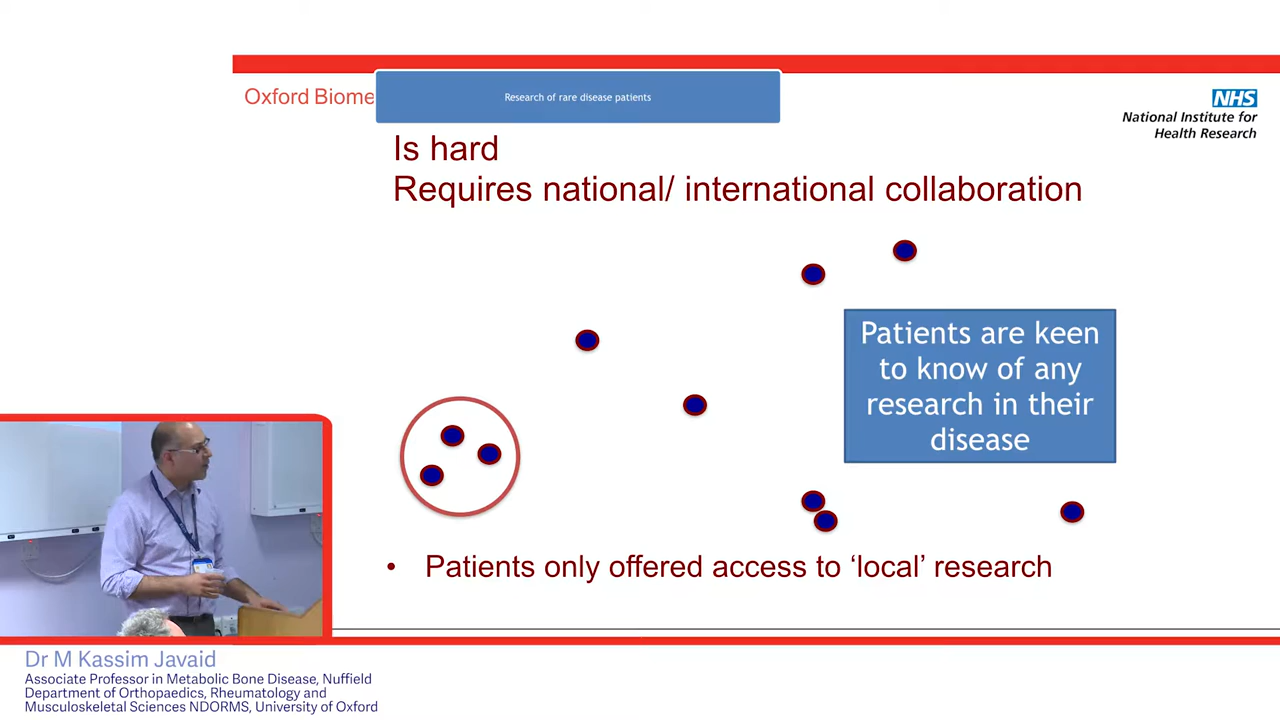 Oxford Biome
Research of rare disease patients
NHS
National Institute for
Health Research
Is hard
Requires national/ international collaboration
Patients are keen
to know of any
research in their
disease
• Patients only offered access to ‘local’ research
Dr M Kassim Javaid
Associate Professor in Metabolic Bone Disease, Nuffield
Department of Orthopaedics, Rheumatology and
Musculoskeletal Sciences NDORMS, University of Oxford